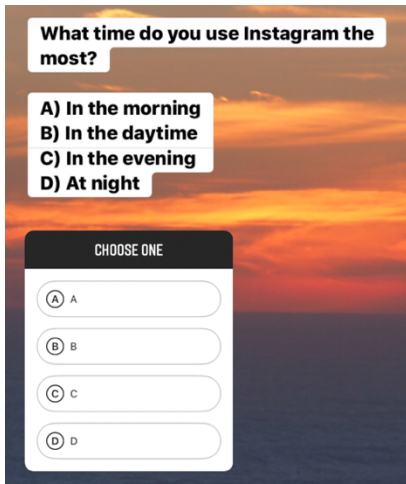 What time do you use Instagram the
most?
A) In the morning
B) In the daytime
C) In the evening
D) At night
CHOOSE ONE
A A
B B
C C
D D